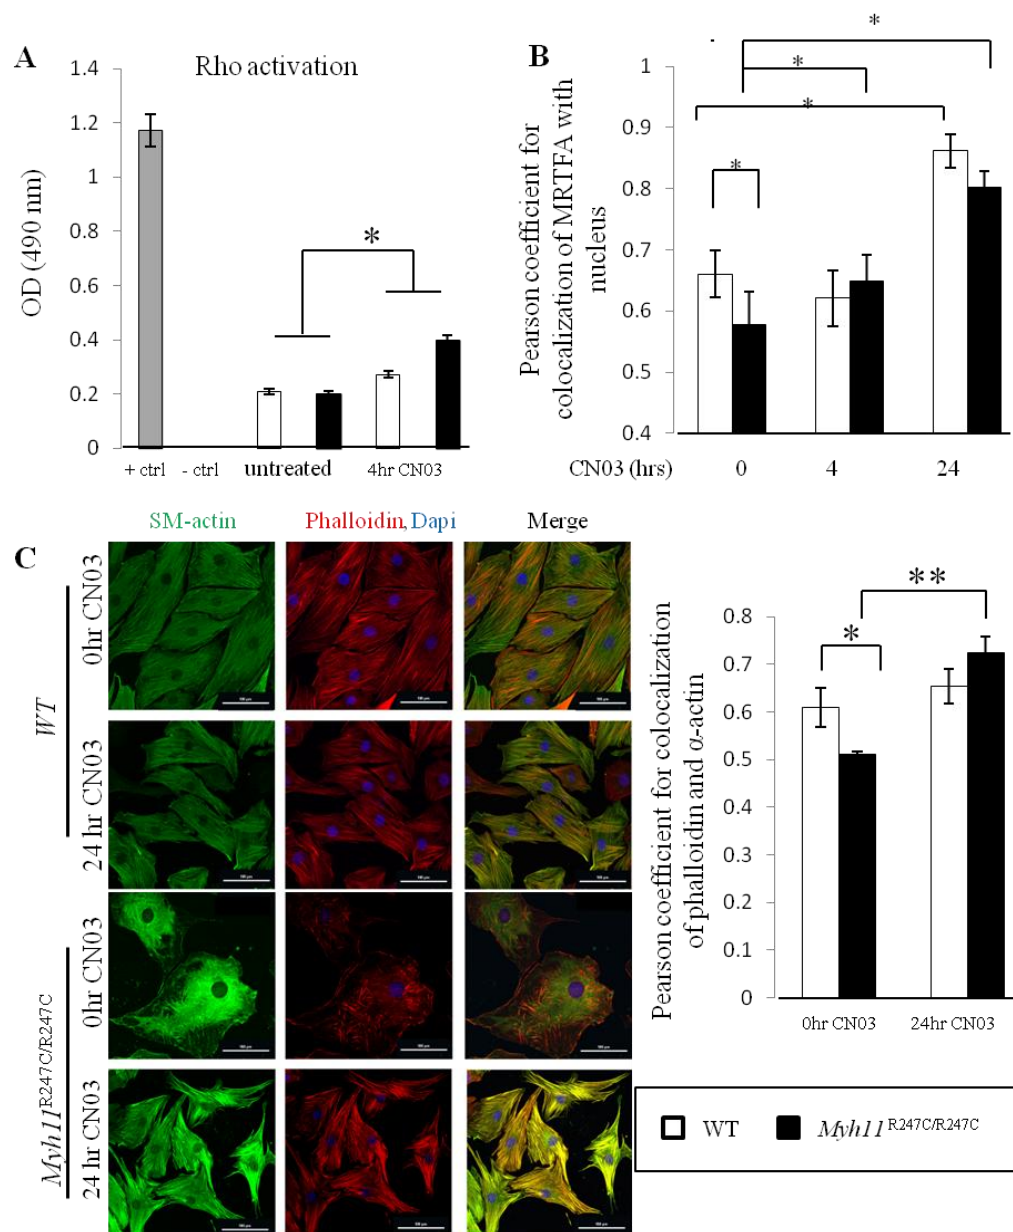 A
Rho activation
OD (490 nm)
1.4
1.2
1
0.8
0.6
0.4
0.2
0
*
+ ctrl
- ctrl
untreated
4hr CN03
B
Pearson coefficient for
colocalization of MRTFA with
nucleus
1
0.9
0.8
0.7
0.6
0.5
0.4
*
*
*
*
CN03 (hrs)
0
4
24
C
SM-actin
Phalloidin, Dapi
Merge
WT
0hr CN03
24 hr CN03
Myh11R247C/R247C
0hr CN03
24 hr CN03
Pearson coefficient for colocalization
of phalloidin and α-actin
0.8
0.7
0.6
0.5
0.4
0.3
0.2
0.1
0
*
**
0hr CN03
24hr CN03
WT
Myh11 R247C/R247C